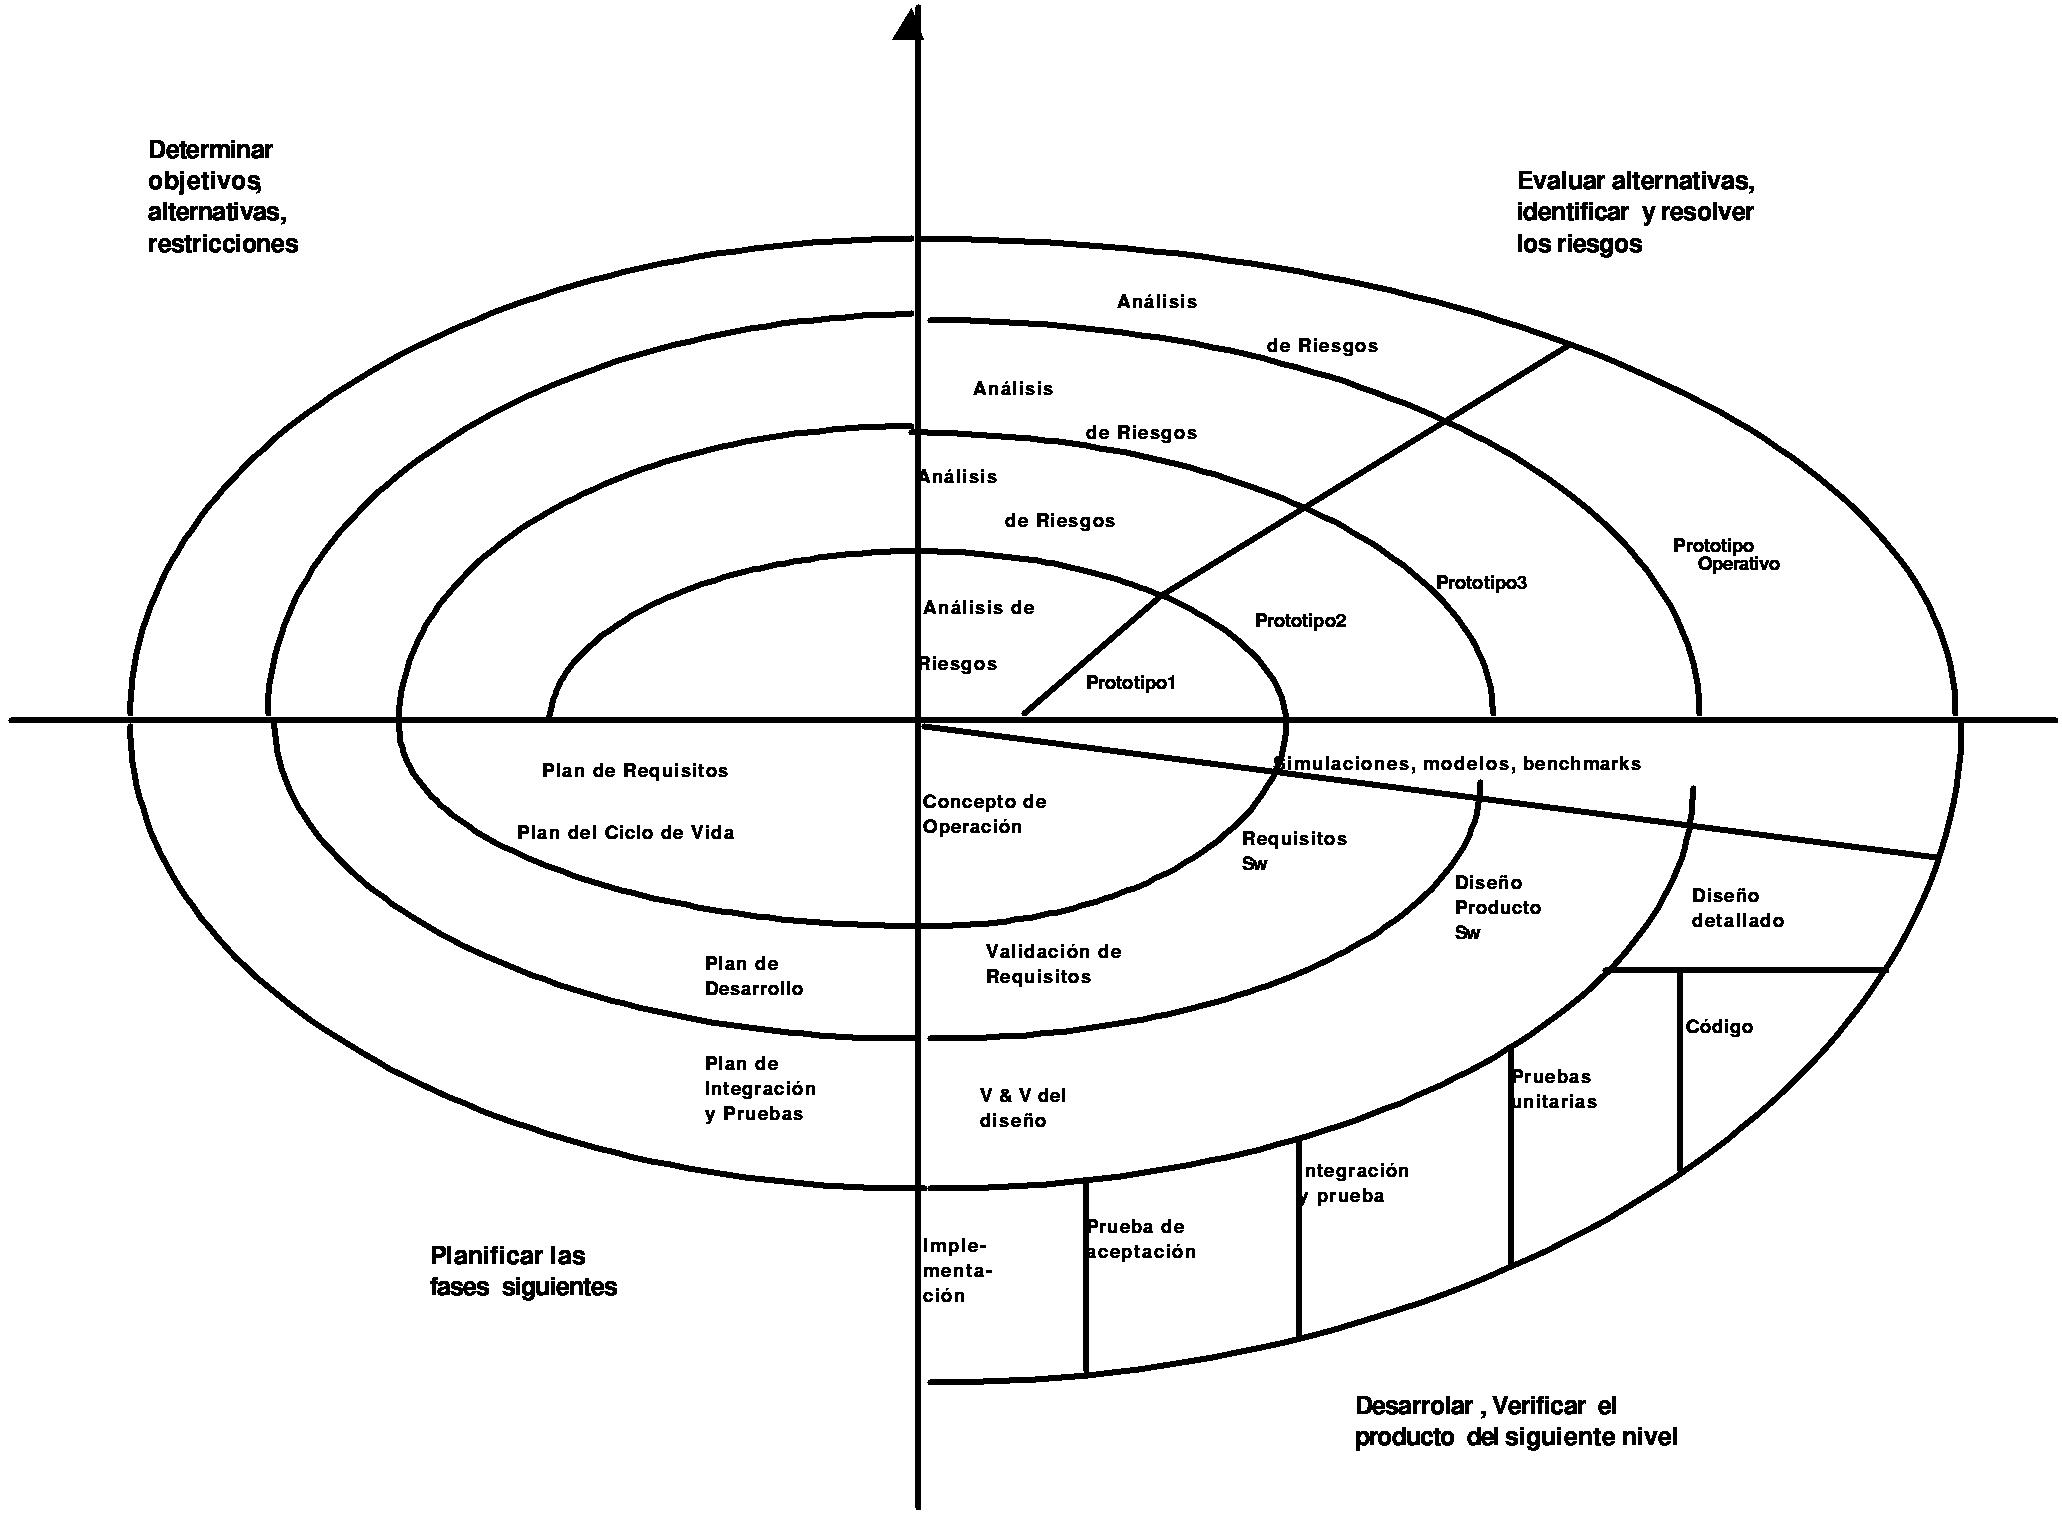 Determinar
objetivos,
alternativas,
restricciones
Evaluar alternativas,
identificar y resolver
los riesgos
Análisis
de Riesgos
Análisis
de Riesgos
Análisis
de Riesgos
Análisis de
Riesgos
Prototipo1
Prototipo2
Prototipo3
Prototipo
Operativo
Simulaciones, modelos, benchmarks
Plan de Requisitos
Plan del Ciclo de Vida
Concepto de
Operación
Requisitos
Sw
Diseño
Producto
Sw
Diseño
detallado
Plan de
Desarrollo
Validación de
Requisitos
Código
Plan de
Integración
y Pruebas
V & V del
diseño
Pruebas
unitarias
Integración
y prueba
Prueba de
aceptación
Imple-
menta-
ción
Planificar las
fases siguientes
Desarrolar , Verificar el
producto del siguiente nivel